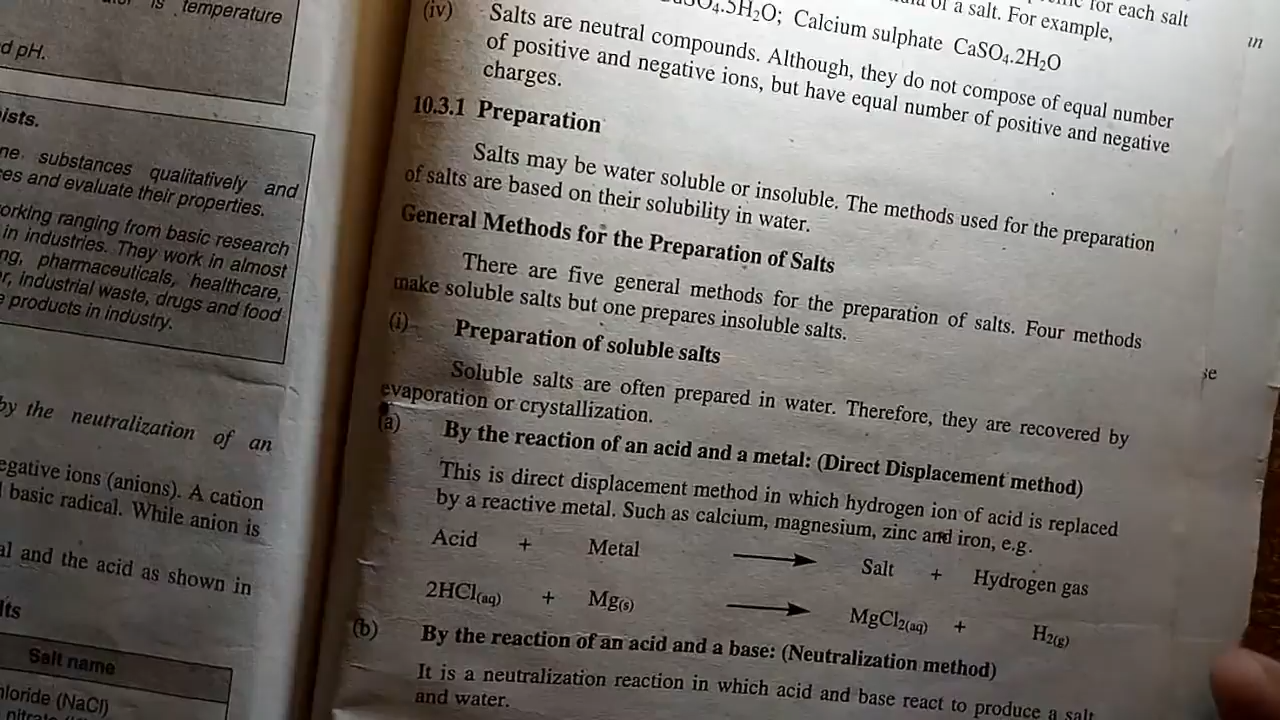 is temperature
d pH.
ists.
substances qualitatively and
es and evaluate their properties.
orking ranging from basic research
in industries. They work in almost
ng, pharmaceuticals, healthcare,
r, industrial waste, drugs and food
products in industry.
by the neutralization of an
egative ions (anions). A cation
basic radical. While anion is
al and the acid as shown in
lts
Salt name
hloride (NaCl)
for each salt
of a salt. For example,
.5H₂O; Calcium sulphate CaSO₄.2H₂O
(iv) Salts are neutral compounds. Although, they do not compose of equal number
of positive and negative ions, but have equal number of positive and negative
charges.
10.3.1 Preparation
Salts may be water soluble or insoluble. The methods used for the preparation
of salts are based on their solubility in water.
General Methods for the Preparation of Salts
There are five general methods for the preparation of salts. Four methods
make soluble salts but one prepares insoluble salts.
(i) Preparation of soluble salts
Soluble salts are often prepared in water. Therefore, they are recovered by
evaporation or crystallization.
(a) By the reaction of an acid and a metal: (Direct Displacement method)
This is direct displacement method in which hydrogen ion of acid is replaced
by a reactive metal. Such as calcium, magnesium, zinc and iron, e.g.
Acid + Metal ⟶ Salt + Hydrogen gas
2HCl(aq) + Mg(s) ⟶ MgCl₂(aq) + H₂(g)
(b) By the reaction of an acid and a base: (Neutralization method)
It is a neutralization reaction in which acid and base react to produce a salt
and water.
in
se